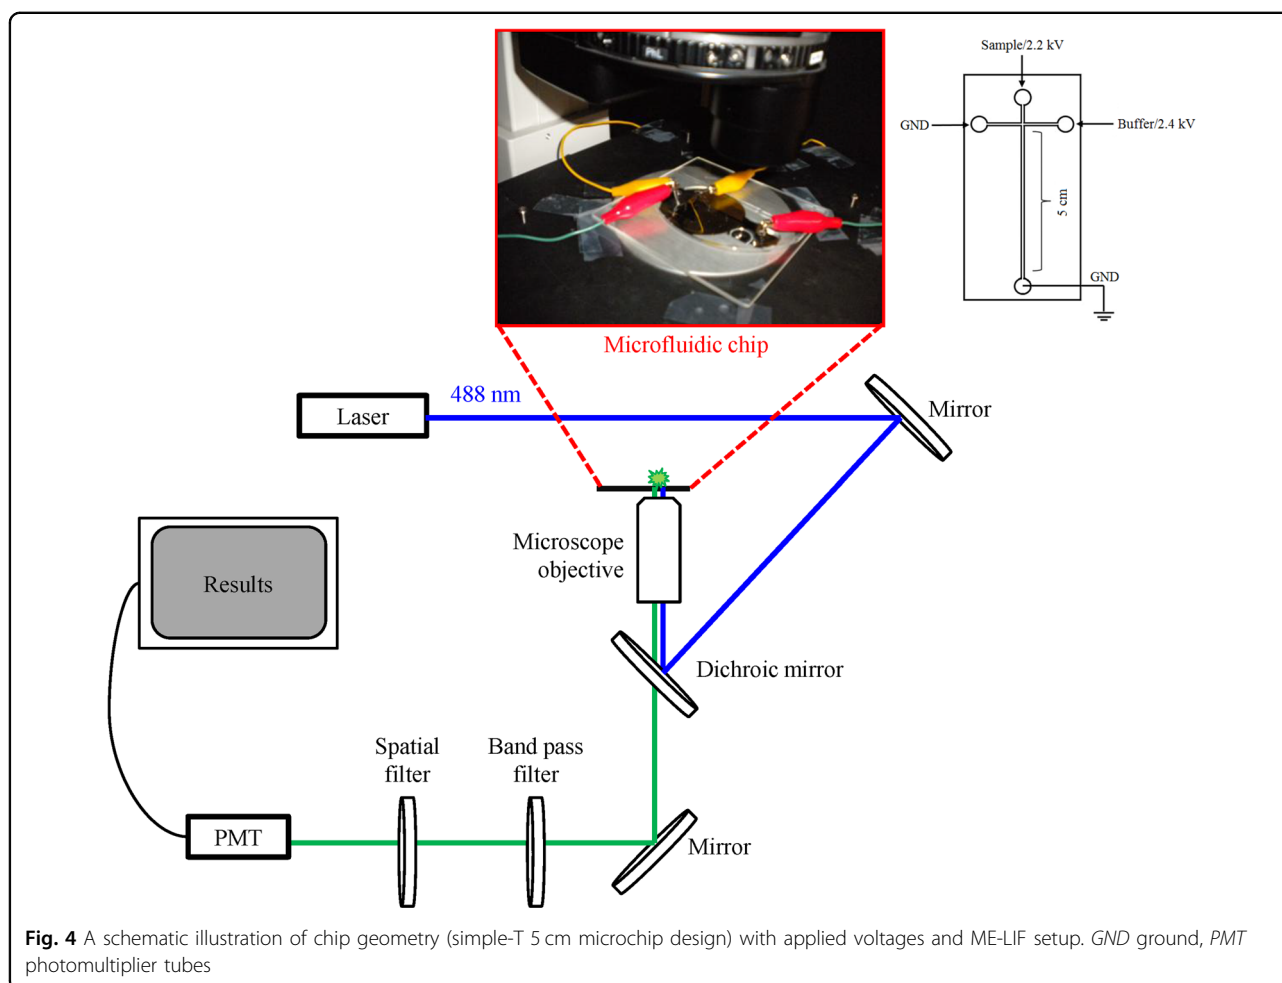 Sample/2.2 kV
GND
Buffer/2.4 kV
5 cm
GND
Microfluidic chip
488 nm
Laser
Mirror
Microscope
objective
Results
Dichroic mirror
Spatial
filter
Band pass
filter
PMT
Mirror
Fig. 4 A schematic illustration of chip geometry (simple-T 5 cm microchip design) with applied voltages and ME-LIF setup. GND ground, PMT
photomultiplier tubes